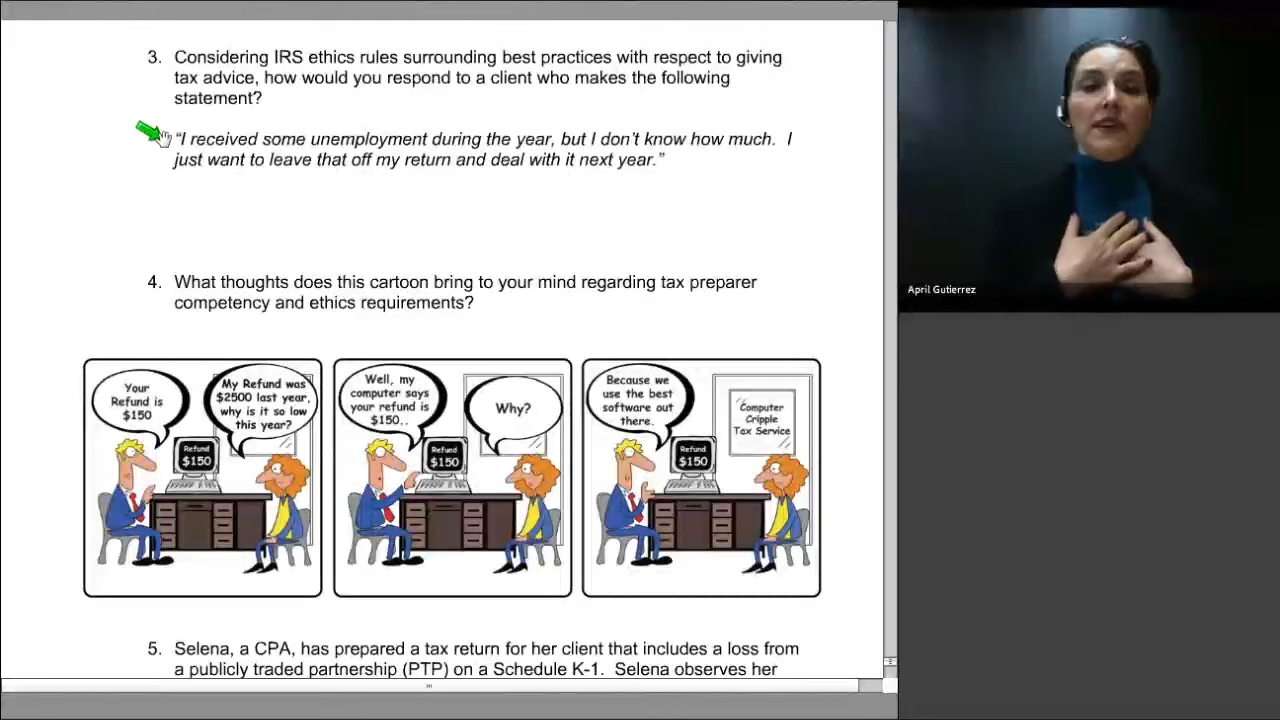 3. Considering IRS ethics rules surrounding best practices with respect to giving
tax advice, how would you respond to a client who makes the following
statement?
“I received some unemployment during the year, but I don’t know how much. I
just want to leave that off my return and deal with it next year.”
4. What thoughts does this cartoon bring to your mind regarding tax preparer
competency and ethics requirements?
Your
Refund is
$150
My Refund was
$2500 last year,
why is it so low
this year?
Refund
$150
Well, my
computer says
your refund is
$150..
Why?
Refund
$150
Because we
use the best
software out
there.
Computer
Cripple
Tax Service
Refund
$150
5. Selena, a CPA, has prepared a tax return for her client that includes a loss from
a publicly traded partnership (PTP) on a Schedule K-1. Selena observes her
April Gutierrez